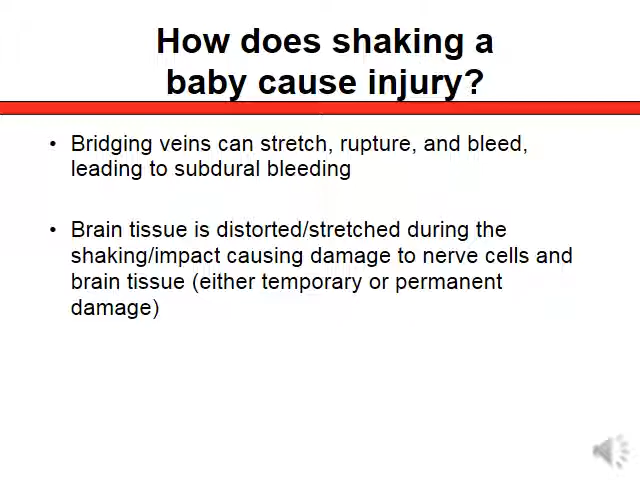 How does shaking a
baby cause injury?
• Bridging veins can stretch, rupture, and bleed,
leading to subdural bleeding
• Brain tissue is distorted/stretched during the
shaking/impact causing damage to nerve cells and
brain tissue (either temporary or permanent
damage)